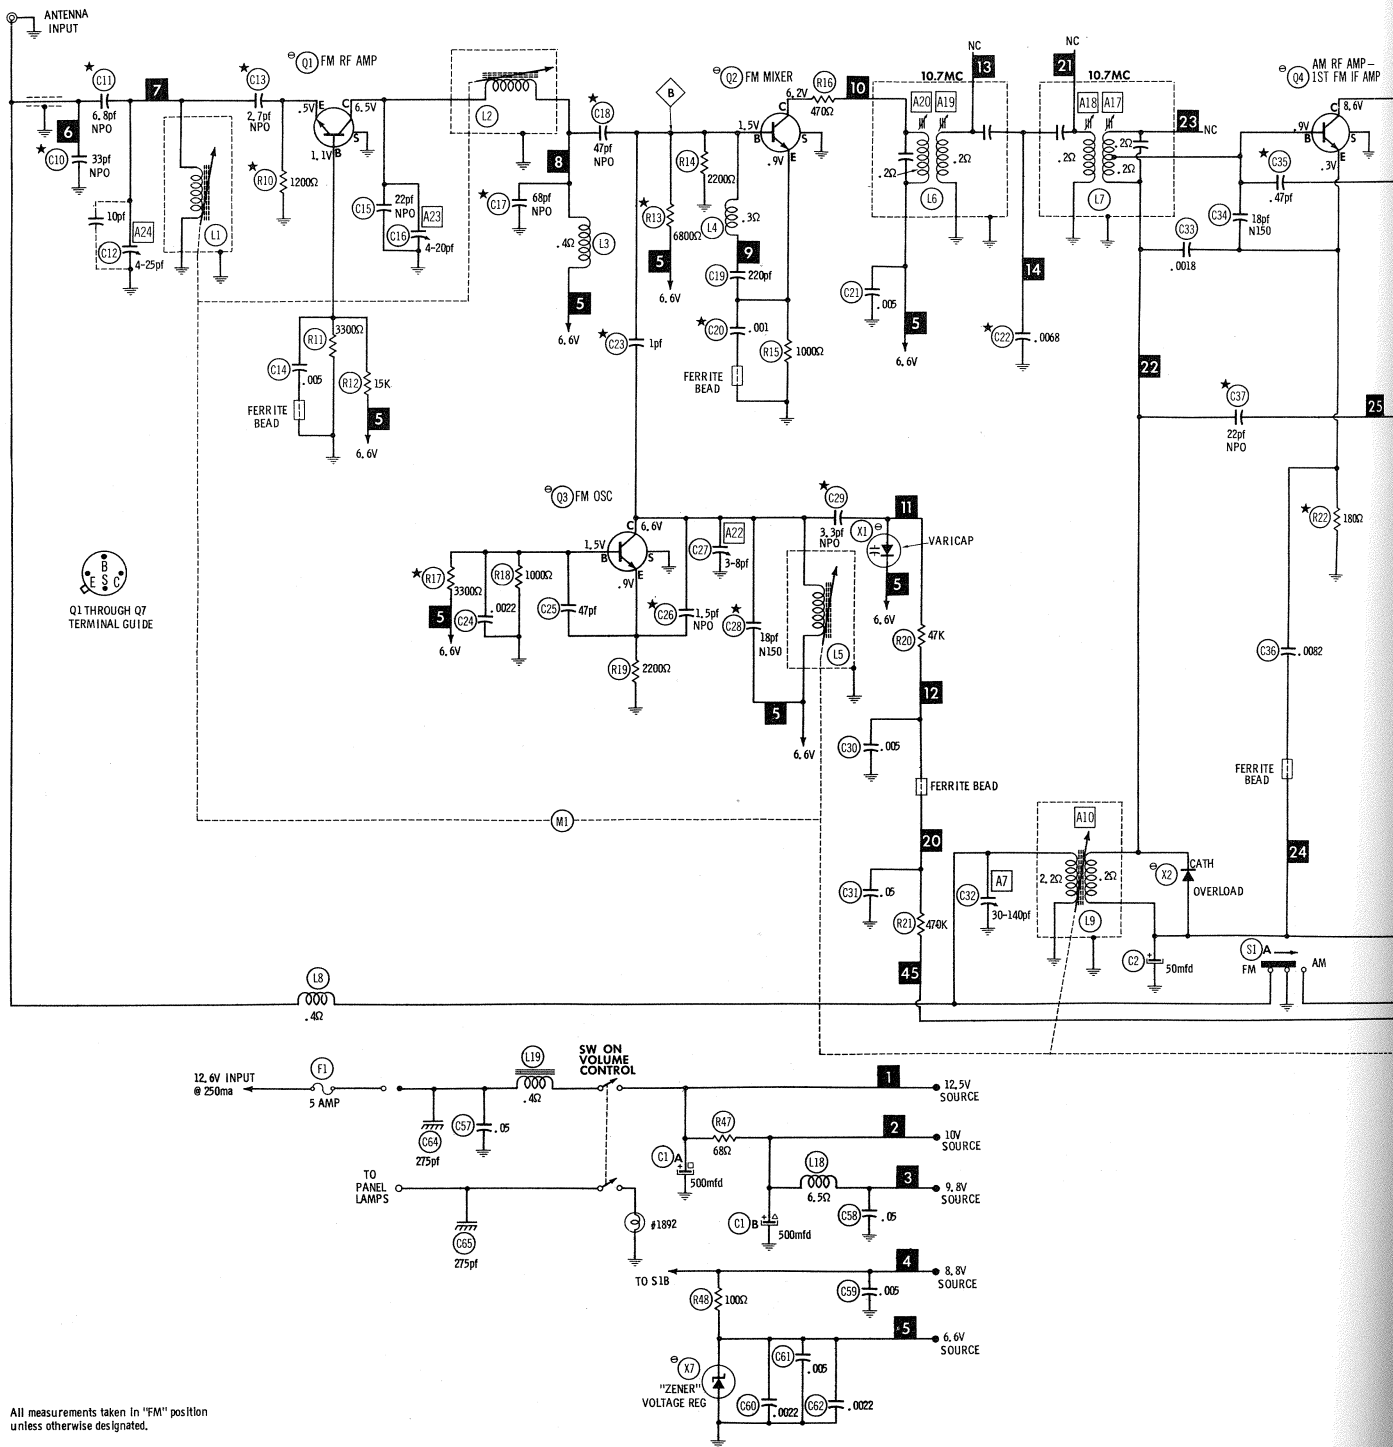 ANTENNA
INPUT
C11
6.8pf
NPO
7
C13
2.7pf
NPO
Q1 FM RF AMP
.5V
E
C
6.5V
S
B
1.1V
L2
B
Q2 FM MIXER
6.2V
R16
470Ω
10
NC
13
10.7MC
A20 A19
NC
21
10.7MC
A18 A17
23
NC
AM RF AMP-
Q4 1ST FM IF AMP
8.6V
C
.9V
B
S
E
.3V
6
C10
33pf
NPO
R10
1200Ω
L1
10pf
A24
C12
4-25pf
C15
22pf
NPO
A23
C16
4-20pf
C18
47pf
NPO
8
C17
68pf
NPO
.4Ω
L3
5
6.6V
R13
6800Ω
5
6.6V
R14
2200Ω
1.5V
B
C
S
E
.9V
L4
.3Ω
9
C19
220pf
C20
.001
FERRITE
BEAD
R15
1000Ω
.2Ω
.2Ω
L6
C21
.005
5
6.6V
14
C22
.0068
.2Ω
.2Ω
.2Ω
L7
C33
.0018
C34
18pf
N150
C35
.47pf
22
C37
22pf
NPO
25
R11
3300Ω
C14
.005
R12
15K
FERRITE
BEAD
5
6.6V
C23
1pf
Q3 FM OSC
C
6.6V
1.5V
B
S
E
.9V
R17
3300Ω
5
6.6V
C24
.0022
R18
1000Ω
C25
47pf
C26
1.5pf
NPO
R19
2200Ω
C27
A22
3-8pf
C28
18pf
N150
C29
3.3pf
NPO
X1
11
VARICAP
5
6.6V
L5
5
6.6V
R20
47K
12
C30
.005
FERRITE BEAD
20
C31
.05
R21
470K
45
B
E S C
Q1 THROUGH Q7
TERMINAL GUIDE
R22
180Ω
C36
.0082
FERRITE
BEAD
24
M1
A10
2.2Ω
.2Ω
L9
C32
A7
30-140pf
X2
CATH
OVERLOAD
C2
50mfd
S1 A
FM
AM
L8
.4Ω
12.6V INPUT
@ 250ma
F1
5 AMP
L19
.4Ω
SW ON
VOLUME
CONTROL
1
12.5V
SOURCE
C64
275pf
C57
.05
R47
68Ω
2
10V
SOURCE
C1 A
500mfd
L18
6.5Ω
3
9.8V
SOURCE
TO
PANEL
LAMPS
C65
275pf
#1892
C1 B
500mfd
C58
.05
TO S1B
4
8.8V
SOURCE
C59
.005
R48
100Ω
5
6.6V
SOURCE
X7
"ZENER"
VOLTAGE REG
C61
.005
C60
.0022
C62
.0022
All measurements taken in "FM" position
unless otherwise designated.